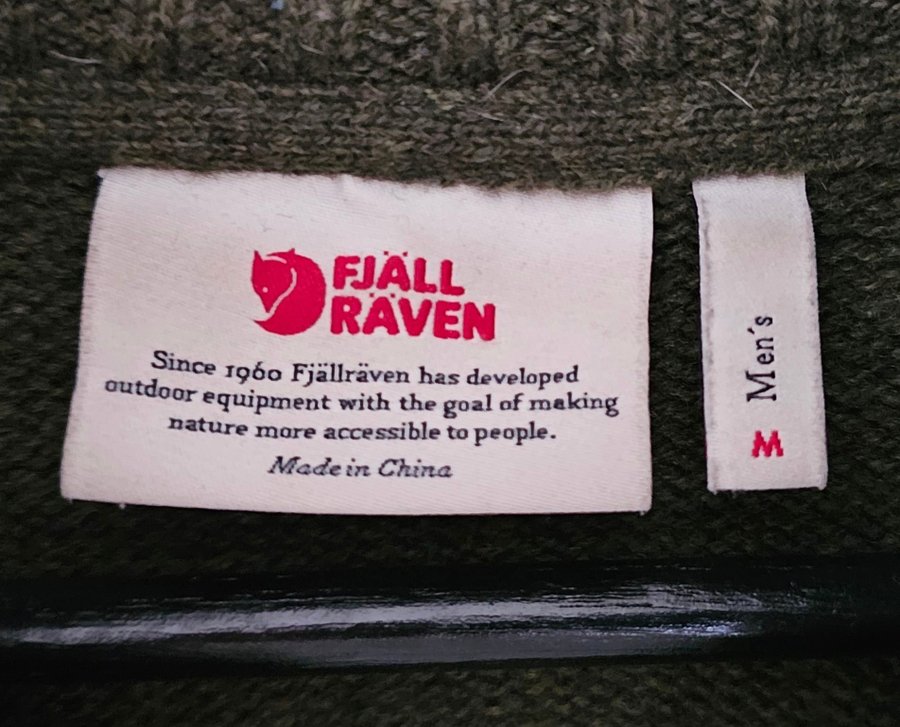 FJÄLL
RÄVEN
Since 1960 Fjällräven has developed
outdoor equipment with the goal of making
nature more accessible to people.
Made in China
Men´s
M